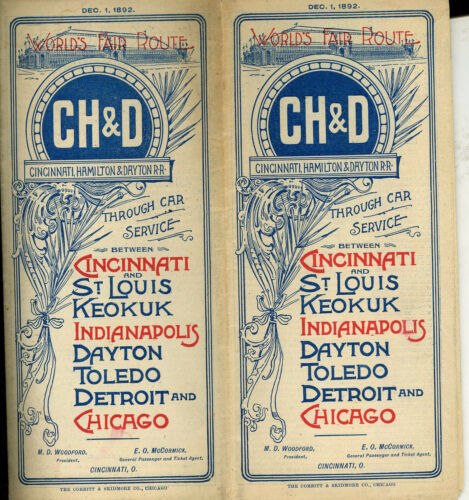 DEC. 1, 1892.
WORLD'S FAIR ROUTE
CH&D
CINCINNATI, HAMILTON & DAYTON R.R.
THROUGH CAR
SERVICE
BETWEEN
CINCINNATI
AND
ST LOUIS
KEOKUK
INDIANAPOLIS
DAYTON
TOLEDO
DETROIT AND
CHICAGO
M. D. WOODFORD,
President,
E. O. McCORMICK,
General Passenger and Ticket Agent,
CINCINNATI, O.
THE CORBITT & SKIDMORE CO., CHICAGO
DEC. 1, 1892.
WORLD'S FAIR ROUTE
CH&D
CINCINNATI, HAMILTON & DAYTON R.R.
THROUGH CAR
SERVICE
BETWEEN
CINCINNATI
AND
ST LOUIS
KEOKUK
INDIANAPOLIS
DAYTON
TOLEDO
DETROIT AND
CHICAGO
M. D. WOODFORD,
President,
E. O. McCORMICK,
General Passenger and Ticket Agent,
CINCINNATI, O.
THE CORBITT & SKIDMORE CO., CHICAGO